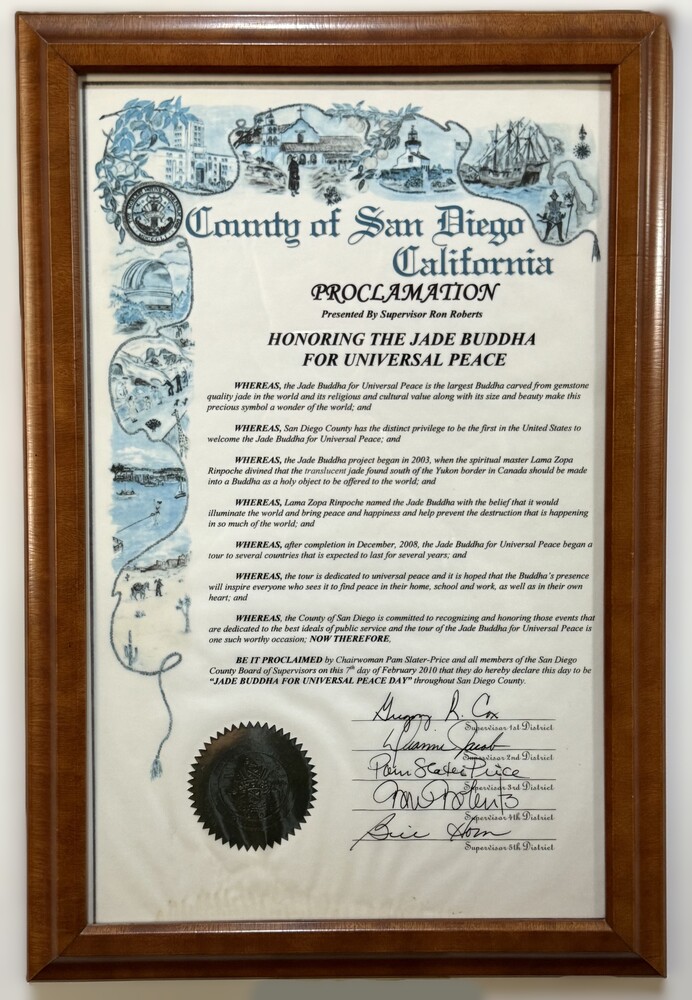 County of San Diego
California
PROCLAMATION
Presented By Supervisor Ron Roberts
HONORING THE JADE BUDDHA
FOR UNIVERSAL PEACE
WHEREAS, the Jade Buddha for Universal Peace is the largest Buddha carved from gemstone
quality jade in the world and its religious and cultural value along with its size and beauty make this
precious symbol a wonder of the world; and
WHEREAS, San Diego County has the distinct privilege to be the first in the United States to
welcome the Jade Buddha for Universal Peace; and
WHEREAS, the Jade Buddha project began in 2003, when the spiritual master Lama Zopa
Rinpoche divined that the translucent jade found south of the Yukon border in Canada should be made
into a Buddha as a holy object to be offered to the world; and
WHEREAS, Lama Zopa Rinpoche named the Jade Buddha with the belief that it would
illuminate the world and bring peace and happiness and help prevent the destruction that is happening
in so much of the world; and
WHEREAS, after completion in December, 2008, the Jade Buddha for Universal Peace began a
tour to several countries that is expected to last for several years; and
WHEREAS, the tour is dedicated to universal peace and it is hoped that the Buddha's presence
will inspire everyone who sees it to find peace in their home, school and work, as well as in their own
heart; and
WHEREAS, the County of San Diego is committed to recognizing and honoring those events that
are dedicated to the best ideals of public service and the tour of the Jade Buddha for Universal Peace is
one such worthy occasion; NOW THEREFORE,
BE IT PROCLAIMED by Chairwoman Pam Slater-Price and all members of the San Diego
County Board of Supervisors on this 7th day of February 2010 that they do hereby declare this day to be
"JADE BUDDHA FOR UNIVERSAL PEACE DAY" throughout San Diego County.
Gregory R. Cox
Supervisor 1st District
Dianne Jacob
Supervisor 2nd District
Pam Slater Price
Supervisor 3rd District
Ron Roberts
Supervisor 4th District
Bill Horn
Supervisor 5th District